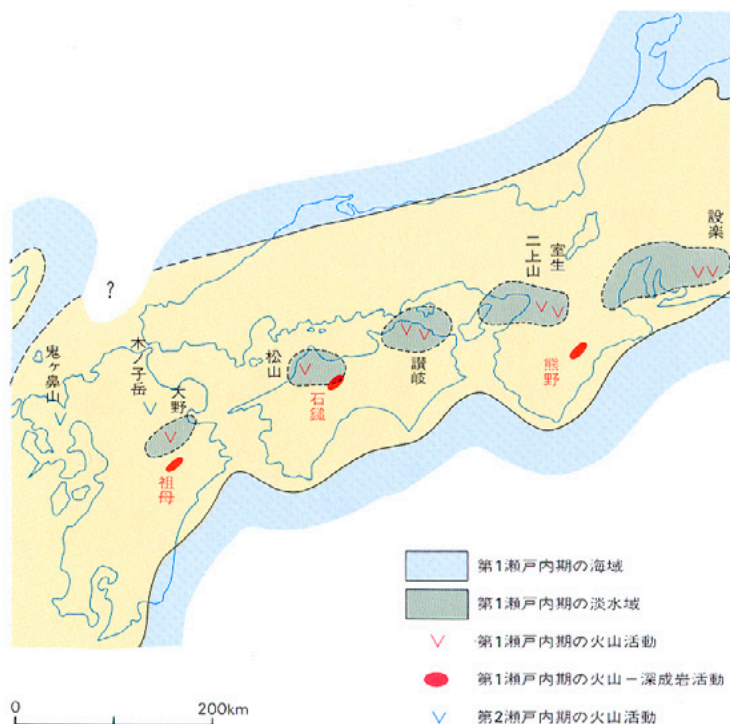 設楽
室生
二上山
?
鬼ヶ鼻山
木ノ子岳
大野
松山
讃岐
熊野
石鎚
祖母
第1瀬戸内期の海域
第1瀬戸内期の淡水域
第1瀬戸内期の火山活動
第1瀬戸内期の火山－深成岩活動
第2瀬戸内期の火山活動
0 200km